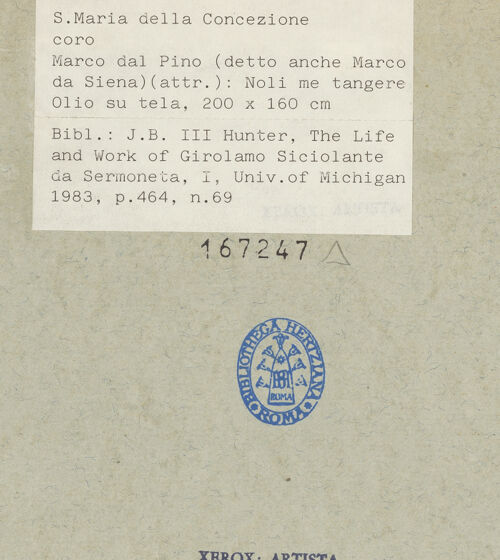 S.Maria della Concezione
coro
Marco dal Pino (detto anche Marco
da Siena)(attr.): Noli me tangere
Olio su tela, 200 x 160 cm
Bibl.: J.B. III Hunter, The Life
and Work of Girolamo Siciolante
da Sermoneta, I, Univ.of Michigan
1983, p.464, n.69
167247
BIBLIOTHECA HERTZIANA
ROMA
BH
ROMA
XEROX: ARTISTA